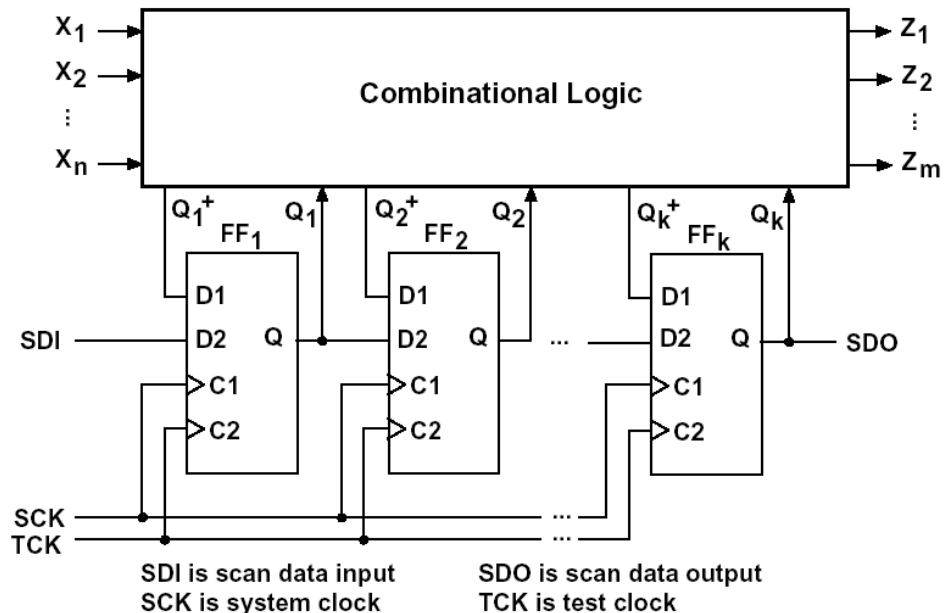 X1
X2
⋮
Xn
Combinational Logic
Z1
Z2
⋮
Zm
Q1+
Q1
Q2+
Q2
Qk+
Qk
FF1
FF2
FFk
D1
D2
Q
C1
C2
D1
D2
Q
C1
C2
D1
D2
Q
C1
C2
SDI
...
SDO
SCK
...
TCK
...
SDI is scan data input
SCK is system clock
SDO is scan data output
TCK is test clock